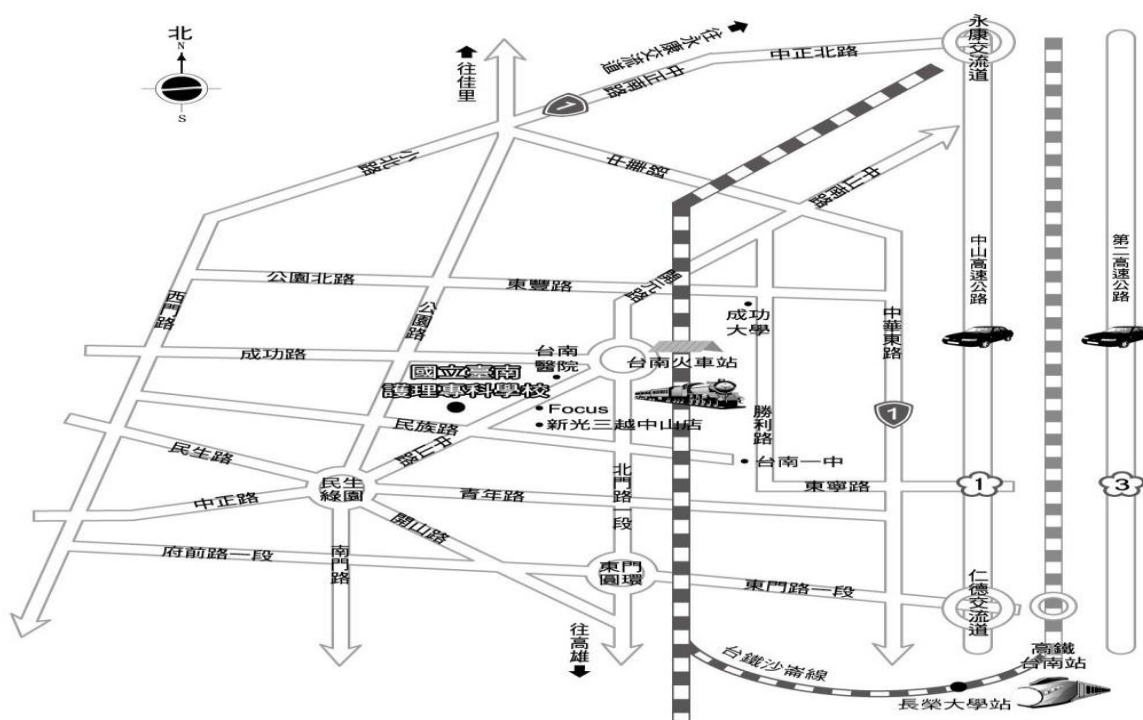 北
N
S
往佳里
往永康交流道
中正南路
中正北路
1
永康交流道
小北路
中華
中山南路
公園北路
東豐路
開元路
西門路
公園路
成功大學
中華東路
中山高速公路
第二高速公路
成功路
台南醫院
台南火車站
國立臺南
護理專科學校
Focus
新光三越中山店
民族路
中山路
勝利路
1
台南一中
民生路
民生綠園
中正路
青年路
北門路一段
東寧路
1
3
開山路
府前路一段
南門路
東門圓環
東門路一段
仁德交流道
往高雄
台鐵沙崙線
高鐵台南站
長榮大學站